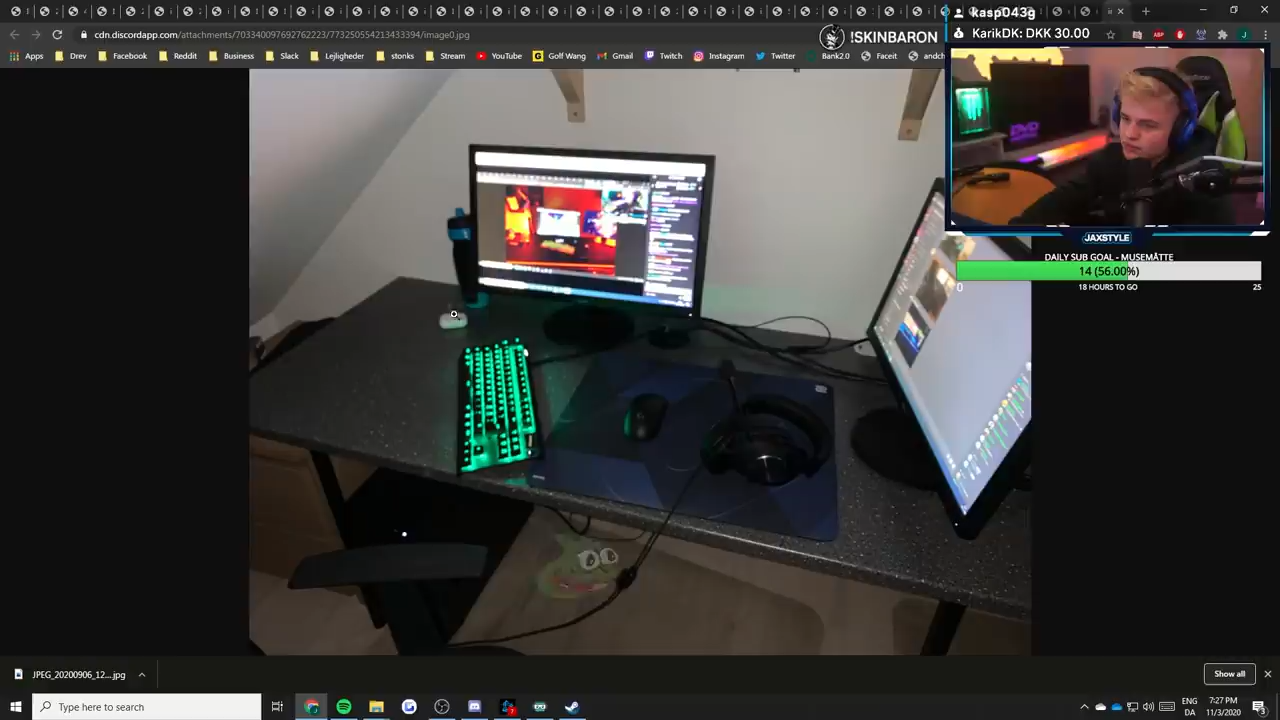 kasp043g
cdn.discordapp.com/attachments/703340097692762223/773250554213433394/image0.jpg
!SKINBARON
KarikDK: DKK 30.00
Apps
Drev
Facebook
Reddit
Business
Slack
Lejligheds
stonks
Stream
YouTube
Golf Wang
Gmail
Twitch
Instagram
Twitter
Bank2.0
Faceit
andch
DVD
JAXSTYLE
DAILY SUB GOAL - MUSEMÅTTE
14 (56.00%)
0
18 HOURS TO GO
25
JPEG_20200906_12....jpg
Show all
Type here to search
ENG
7:27 PM
DA
11/3/2020